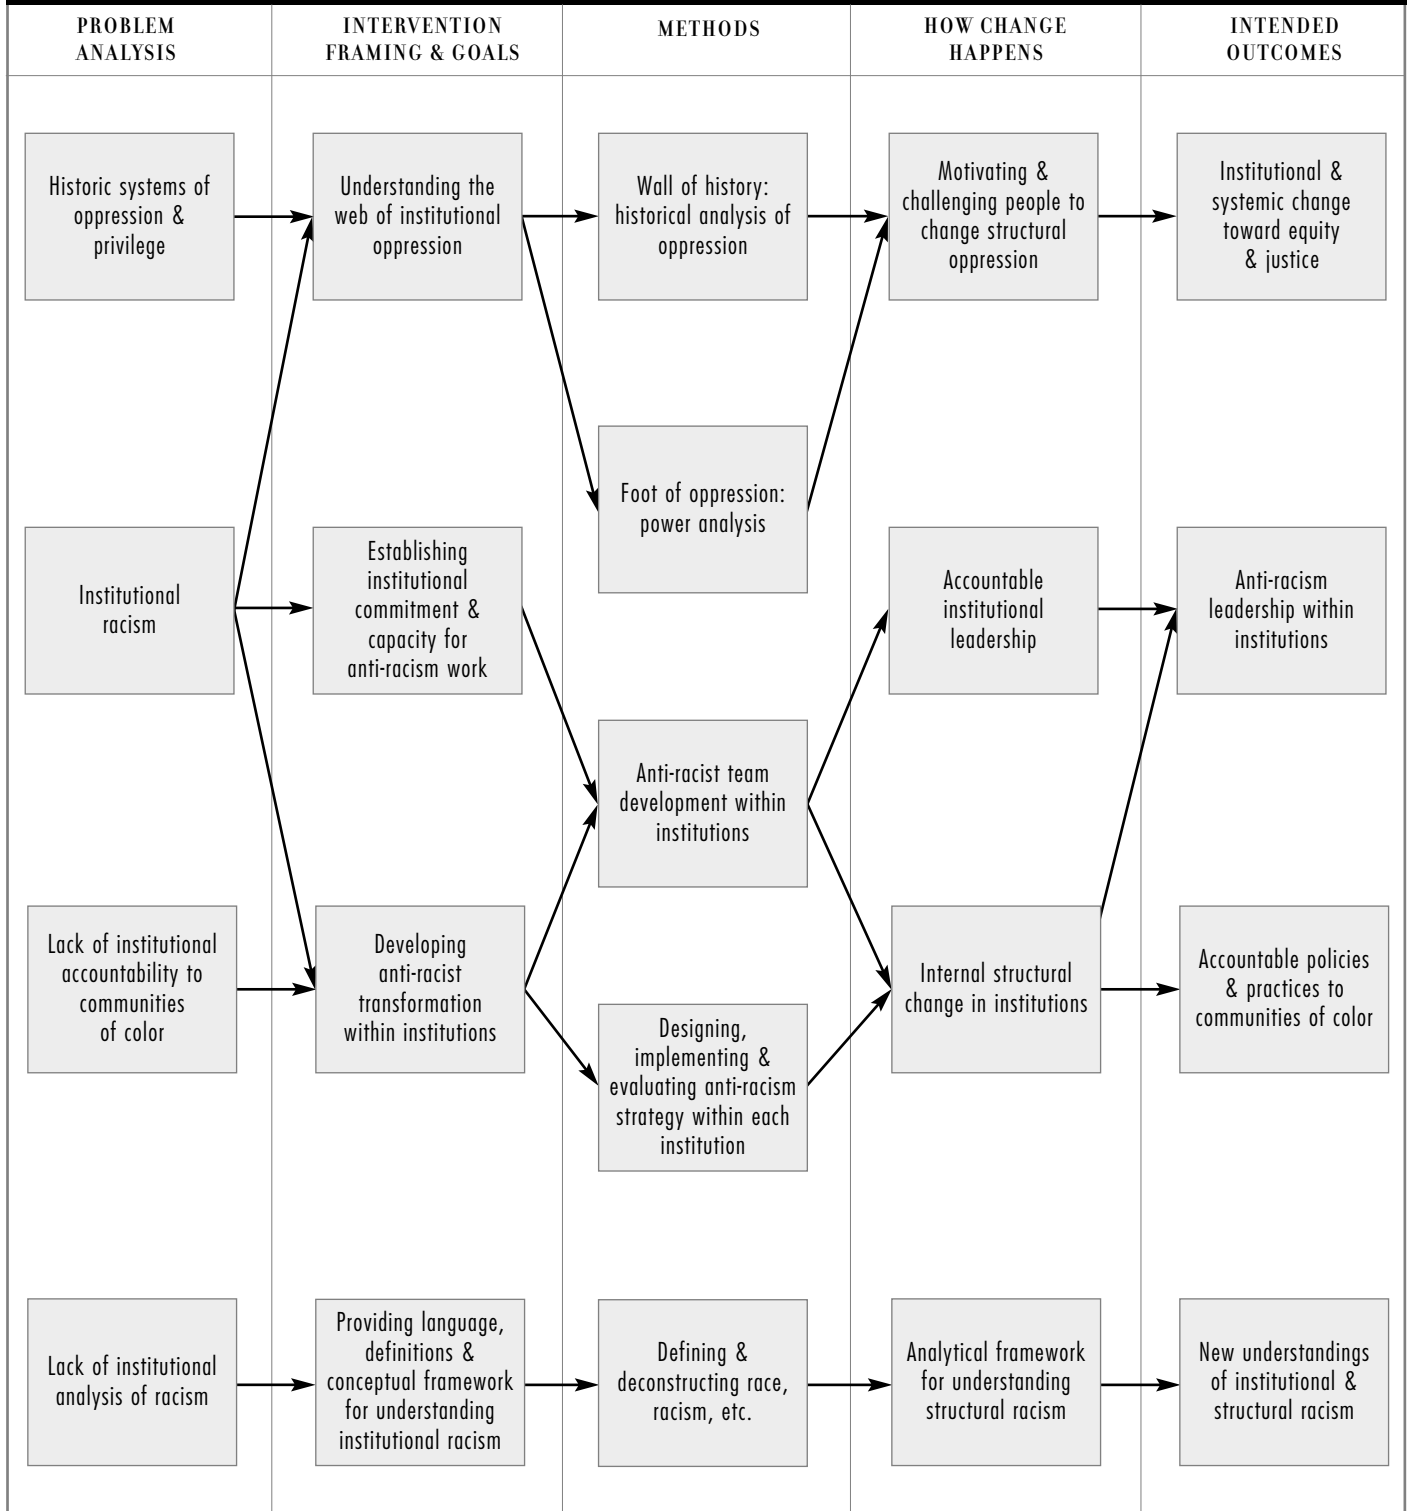 PROBLEM
ANALYSIS
INTERVENTION
FRAMING & GOALS
METHODS
HOW CHANGE
HAPPENS
INTENDED
OUTCOMES
Historic systems of
oppression &
privilege
Understanding the
web of institutional
oppression
Wall of history:
historical analysis of
oppression
Motivating &
challenging people to
change structural
oppression
Institutional &
systemic change
toward equity
& justice
Foot of oppression:
power analysis
Institutional
racism
Establishing
institutional
commitment &
capacity for
anti-racism work
Accountable
institutional
leadership
Anti-racism
leadership within
institutions
Anti-racist team
development within
institutions
Lack of institutional
accountability to
communities
of color
Developing
anti-racist
transformation
within institutions
Internal structural
change in institutions
Accountable policies
& practices to
communities of color
Designing,
implementing &
evaluating anti-racism
strategy within each
institution
Lack of institutional
analysis of racism
Providing language,
definitions &
conceptual framework
for understanding
institutional racism
Defining &
deconstructing race,
racism, etc.
Analytical framework
for understanding
structural racism
New understandings
of institutional &
structural racism